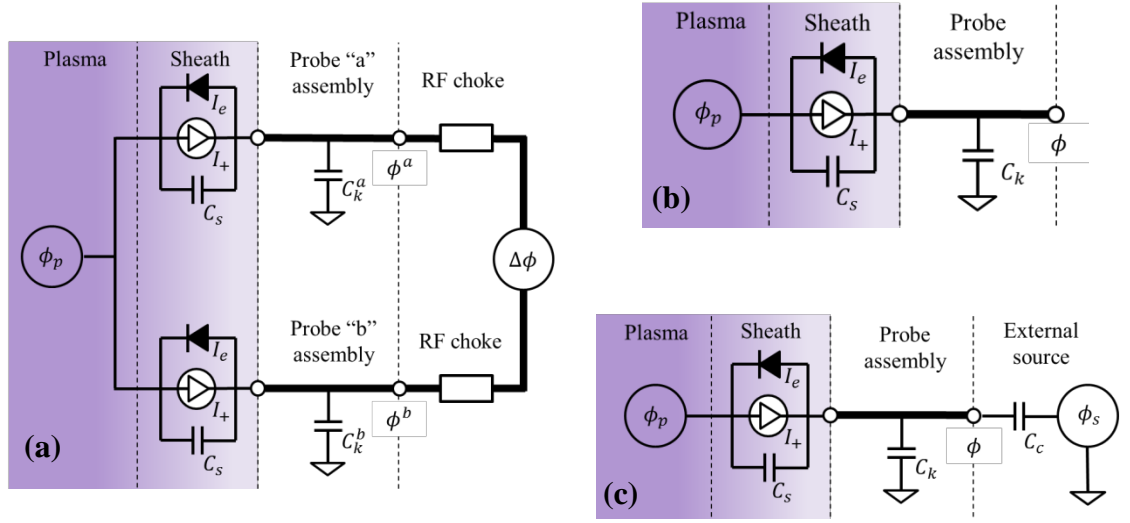 Plasma
Sheath
Probe “a”
assembly
RF choke
I_e
I_+
C_s
C_k^a
ϕ^a
ϕ_p
Δϕ
Probe “b”
assembly
RF choke
I_e
I_+
C_s
C_k^b
ϕ^b
(a)
Plasma
Sheath
Probe
assembly
ϕ_p
I_e
I_+
C_s
C_k
ϕ
(b)
Plasma
Sheath
Probe
assembly
External
source
ϕ_p
I_e
I_+
C_s
C_k
ϕ
C_c
ϕ_s
(c)